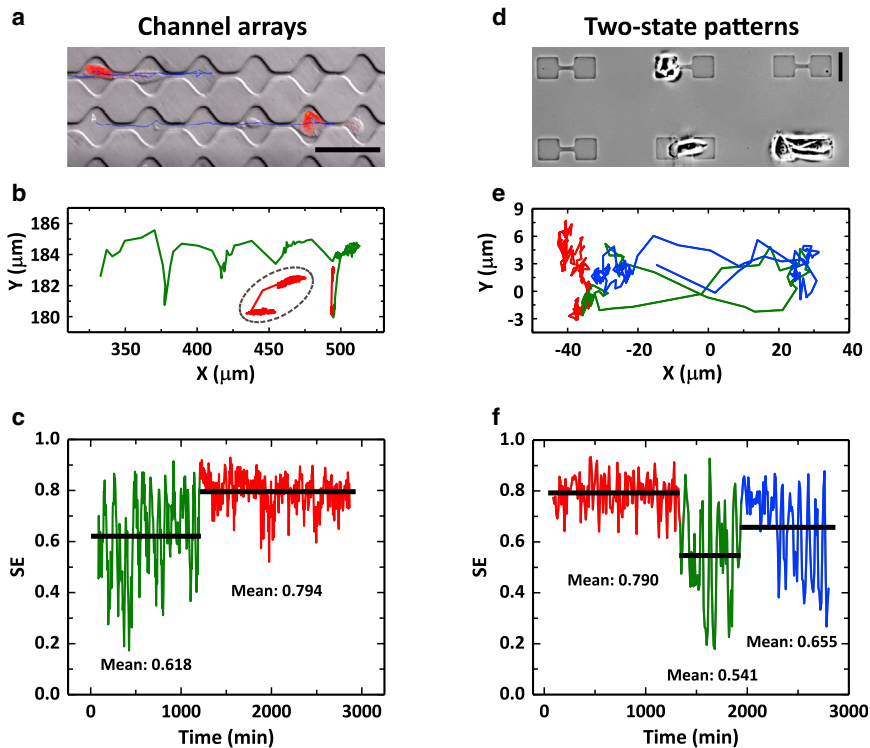 a
Channel arrays
d
Two-state patterns
b
186
184
182
180
Y (μm)
350
400
450
500
X (μm)
e
9
6
3
0
-3
Y (μm)
-40
-20
0
20
40
X (μm)
c
1.0
0.8
0.6
0.4
0.2
0.0
SE
Mean: 0.618
Mean: 0.794
0
1000
2000
3000
Time (min)
f
1.0
0.8
0.6
0.4
0.2
0.0
SE
Mean: 0.790
Mean: 0.655
Mean: 0.541
0
1000
2000
3000
Time (min)